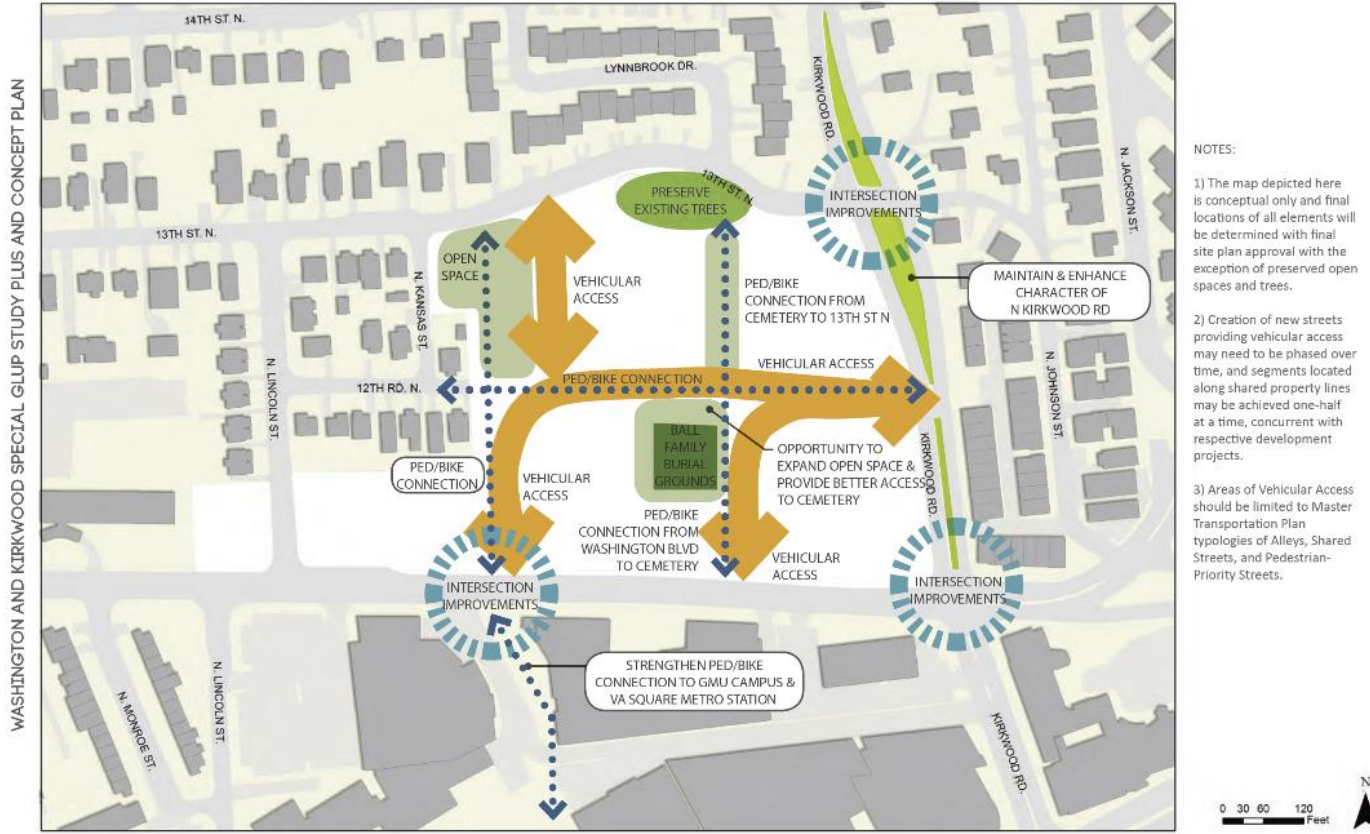 WASHINGTON AND KIRKWOOD SPECIAL GLUP STUDY PLUS AND CONCEPT PLAN
14TH ST. N.
LYNNBROOK DR.
KIRKWOOD RD.
N. JACKSON ST.
13TH ST. N.
PRESERVE
EXISTING TREES
INTERSECTION
IMPROVEMENTS
13TH ST. N.
OPEN
SPACE
N. KANSAS ST.
VEHICULAR
ACCESS
PED/BIKE
CONNECTION FROM
CEMETERY TO 13TH ST N
MAINTAIN & ENHANCE
CHARACTER OF
N KIRKWOOD RD
N. LINCOLN ST.
12TH RD. N.
PED/BIKE CONNECTION
VEHICULAR ACCESS
N. JOHNSON ST.
BALL
FAMILY
BURIAL
GROUNDS
OPPORTUNITY TO
EXPAND OPEN SPACE &
PROVIDE BETTER ACCESS
TO CEMETERY
KIRKWOOD RD.
PED/BIKE
CONNECTION
VEHICULAR
ACCESS
PED/BIKE
CONNECTION FROM
WASHINGTON BLVD
TO CEMETERY
VEHICULAR
ACCESS
INTERSECTION
IMPROVEMENTS
INTERSECTION
IMPROVEMENTS
STRENGTHEN PED/BIKE
CONNECTION TO GMU CAMPUS &
VA SQUARE METRO STATION
N. MONROE ST.
N. LINCOLN ST.
KIRKWOOD RD.
NOTES:
1) The map depicted here
is conceptual only and final
locations of all elements will
be determined with final
site plan approval with the
exception of preserved open
spaces and trees.
2) Creation of new streets
providing vehicular access
may need to be phased over
time, and segments located
along shared property lines
may be achieved one-half
at a time, concurrent with
respective development
projects.
3) Areas of Vehicular Access
should be limited to Master
Transportation Plan
typologies of Alleys, Shared
Streets, and Pedestrian-
Priority Streets.
N
0 30 60 120
Feet